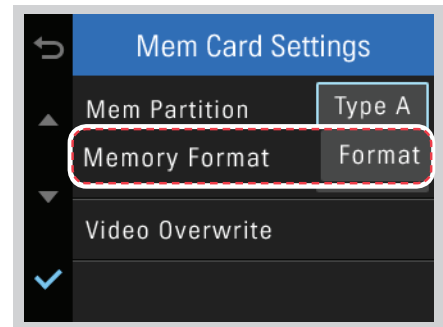 Mem Card Settings
Mem Partition Type A
Memory Format Format
Video Overwrite